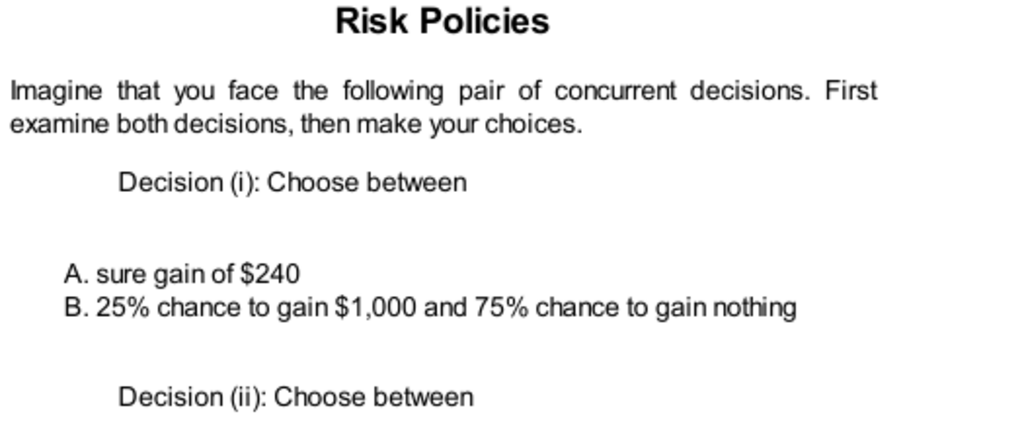 Risk Policies
Imagine that you face the following pair of concurrent decisions. First
examine both decisions, then make your choices.
Decision (i): Choose between
A. sure gain of $240
B. 25% chance to gain $1,000 and 75% chance to gain nothing
Decision (ii): Choose between